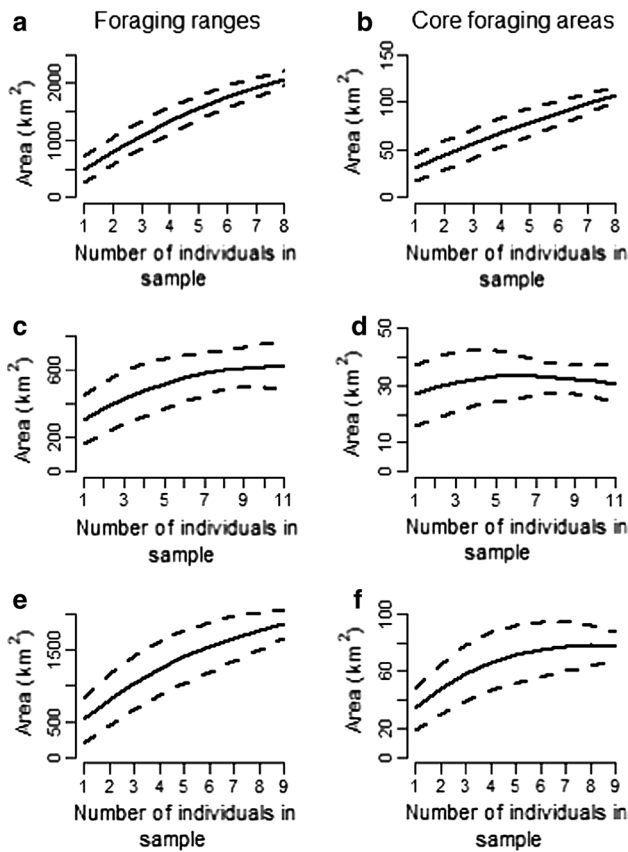 a Foraging ranges
b Core foraging areas
Area (km²)
0 1000 2000
1 2 3 4 5 6 7 8
Number of individuals in
sample
Area (km²)
0 50 100 150
1 2 3 4 5 6 7 8
Number of individuals in
sample
c
Area (km²)
0 200 600
1 3 5 7 9 11
Number of individuals in
sample
d
Area (km²)
0 10 30 50
1 3 5 7 9 11
Number of individuals in
sample
e
Area (km²)
0 500 1500
1 2 3 4 5 6 7 8 9
Number of individuals in
sample
f
Area (km²)
0 20 60 100
1 2 3 4 5 6 7 8 9
Number of individuals in
sample